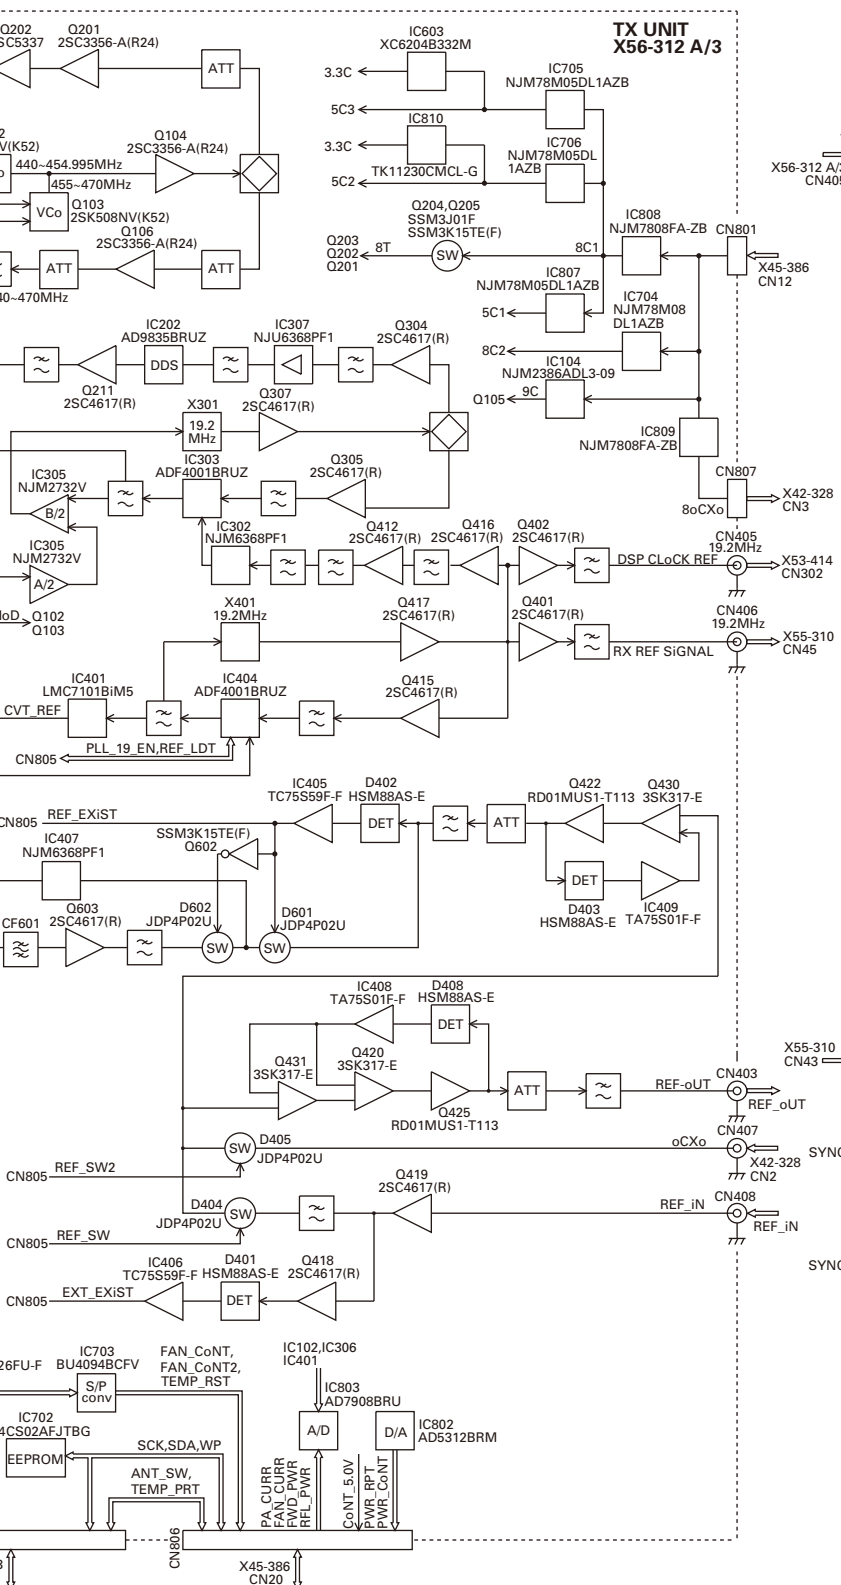 TX UNIT
X56-312 A/3
Q202
SC5337
Q201
2SC3356-A(R24)
ATT
IC603
XC6204B332M
3.3C
5C3
IC705
NJM78M05DL1AZB
IC810
3.3C
TK11230CMCL-G
5C2
IC706
NJM78M05DL
1AZB
V(K52)
440~454.995MHz
Q104
2SC3356-A(R24)
455~470MHz
VCo
Q103
2SK508NV(K52)
Q106
2SC3356-A(R24)
ATT
ATT
40~470MHz
X56-312 A/3
CN405
Q204,Q205
SSM3J01F
SSM3K15TE(F)
Q203
Q202
Q201
8T
SW
8C1
IC808
NJM7808FA-ZB
CN801
X45-386
CN12
IC807
NJM78M05DL1AZB
5C1
IC704
NJM78M08
DL1AZB
8C2
IC104
NJM2386ADL3-09
Q105
9C
IC809
NJM7808FA-ZB
CN807
8oCXo
X42-328
CN3
IC202
AD9835BRUZ
IC307
NJU6368PF1
Q304
2SC4617(R)
DDS
Q211
2SC4617(R)
X301
19.2
MHz
Q307
2SC4617(R)
IC303
ADF4001BRUZ
Q305
2SC4617(R)
IC305
NJM2732V
B/2
IC302
NJM6368PF1
Q412
2SC4617(R)
Q416
2SC4617(R)
Q402
2SC4617(R)
CN405
19.2MHz
DSP CLoCK REF
X53-414
CN302
IC305
NJM2732V
A/2
MoD
Q102
Q103
X401
19.2MHz
Q417
2SC4617(R)
Q401
2SC4617(R)
CN406
19.2MHz
RX REF SiGNAL
X55-310
CN45
IC401
LMC7101BiM5
IC404
ADF4001BRUZ
Q415
2SC4617(R)
CVT_REF
CN805
PLL_19_EN,REF_LDT
IC405
TC75S59F-F
D402
HSM88AS-E
Q422
RD01MUS1-T113
Q430
3SK317-E
CN805
REF_EXiST
SSM3K15TE(F)
Q602
DET
ATT
IC407
NJM6368PF1
DET
D403
HSM88AS-E
IC409
TA75S01F-F
CF601
Q603
2SC4617(R)
D602
JDP4P02U
SW
D601
JDP4P02U
SW
IC408
TA75S01F-F
D408
HSM88AS-E
DET
Q431
3SK317-E
Q420
3SK317-E
Q425
RD01MUS1-T113
ATT
REF-oUT
CN403
REF_oUT
X55-310
CN43
CN407
SW
D405
JDP4P02U
oCXo
X42-328
CN2
SYNC
CN805
REF_SW2
D404
JDP4P02U
SW
Q419
2SC4617(R)
REF_iN
CN408
REF_iN
CN805
REF_SW
IC406
TC75S59F-F
D401
HSM88AS-E
Q418
2SC4617(R)
SYNC
CN805
EXT_EXiST
DET
26FU-F
IC703
BU4094BCFV
S/P
conv
FAN_CoNT,
FAN_CoNT2,
TEMP_RST
IC102,IC306
IC401
IC803
AD7908BRU
A/D
D/A
IC802
AD5312BRM
IC702
4CS02AFJTBG
EEPROM
SCK,SDA,WP
ANT_SW,
TEMP_PRT
PA_CURR
FAN_CURR
FWD_PWR
RFL_PWR
CoNT_5.0V
PWR_RPT
PWR_CoNT
CN806
X45-386
CN20